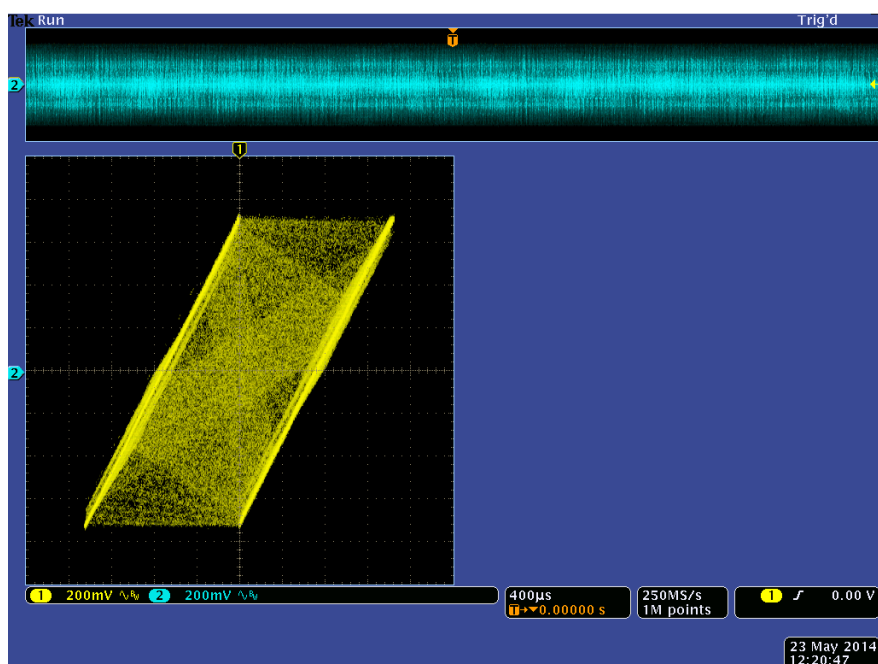 Tek Run Trig'd
T
2
1
2
1 200mV 2 200mV
400µs
T→▼0.00000 s
250MS/s
1M points
1 0.00 V
23 May 2014
12:20:47